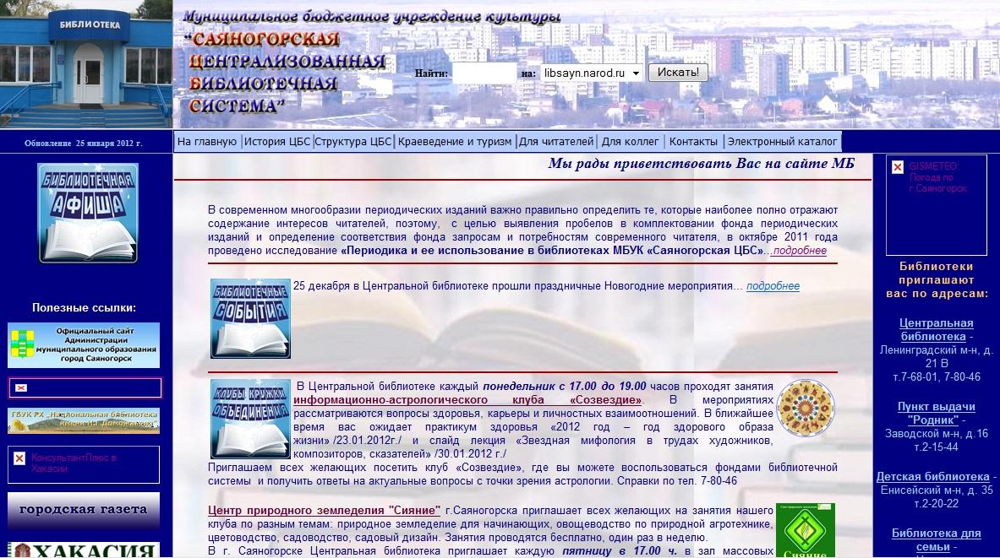 БИБЛИОТЕКА
Муниципальное бюджетное учреждение культуры
"САЯНОГОРСКАЯ
ЦЕНТРАЛИЗОВАННАЯ
БИБЛИОТЕЧНАЯ
СИСТЕМА"
Найти: на: libsayn.narod.ru Искать!
Обновление 25 января 2012 г.
На главную | История ЦБС | Структура ЦБС | Краеведение и туризм | Для читателей | Для коллег | Контакты | Электронный каталог
БИБЛИОТЕЧНАЯ
АФИША
Полезные ссылки:
Официальный сайт
Администрации
муниципального образования
город Саяногорск
ГБУК РХ „Национальная библиотека
имени Н.Г. Доможакова"
КонсультантПлюс в
Хакасии
городская газета
ХАКАСИЯ
Мы рады приветствовать Вас на сайте МБ
В современном многообразии периодических изданий важно правильно определить те, которые наиболее полно отражают
содержание интересов читателей, поэтому, с целью выявления пробелов в комплектовании фонда периодических
изданий и определение соответствия фонда запросам и потребностям современного читателя, в октябре 2011 года
проведено исследование «Периодика и ее использование в библиотеках МБУК «Саяногорская ЦБС»...подробнее
БИБЛИОТЕЧНЫЕ
СОБЫТИЯ
25 декабря в Центральной библиотеке прошли праздничные Новогодние мероприятия... подробнее
КЛУБЫ, КРУЖКИ
ОБЪЕДИНЕНИЯ
В Центральной библиотеке каждый понедельник с 17.00 до 19.00 часов проходят занятия
информационно-астрологического клуба «Созвездие». В мероприятиях
рассматриваются вопросы здоровья, карьеры и личностных взаимоотношений. В ближайшее
время вас ожидает практикум здоровья «2012 год – год здорового образа
жизни» /23.01.2012г./ и слайд лекция «Звездная мифология в трудах художников,
композиторов, сказателей» /30.01.2012 г./
Приглашаем всех желающих посетить клуб «Созвездие», где вы можете воспользоваться фондами библиотечной
системы и получить ответы на актуальные вопросы с точки зрения астрологии. Справки по тел. 7-80-46
Центр природного земледелия "Сияние" г.Саяногорска приглашает всех желающих на занятия нашего
клуба по разным темам: природное земледелие для начинающих, овощеводство по природной агротехнике,
цветоводство, садоводство, садовый дизайн. Занятия проводятся бесплатно, один раз в неделю.
В г. Саяногорске Центральная библиотека приглашает каждую пятницу в 17.00 ч. в зал массовых
Сияние
GISMETEO:
Погода по
г.Саяногорск
Библиотеки
приглашают
вас по адресам:
Центральная
библиотека -
Ленинградский м-н, д.
21 В
т.7-68-01, 7-80-46
Пункт выдачи
"Родник" -
Заводской м-н, д.16
т.2-15-44
Детская библиотека -
Енисейский м-н, д. 35
т.2-20-22
Библиотека для
семьи -